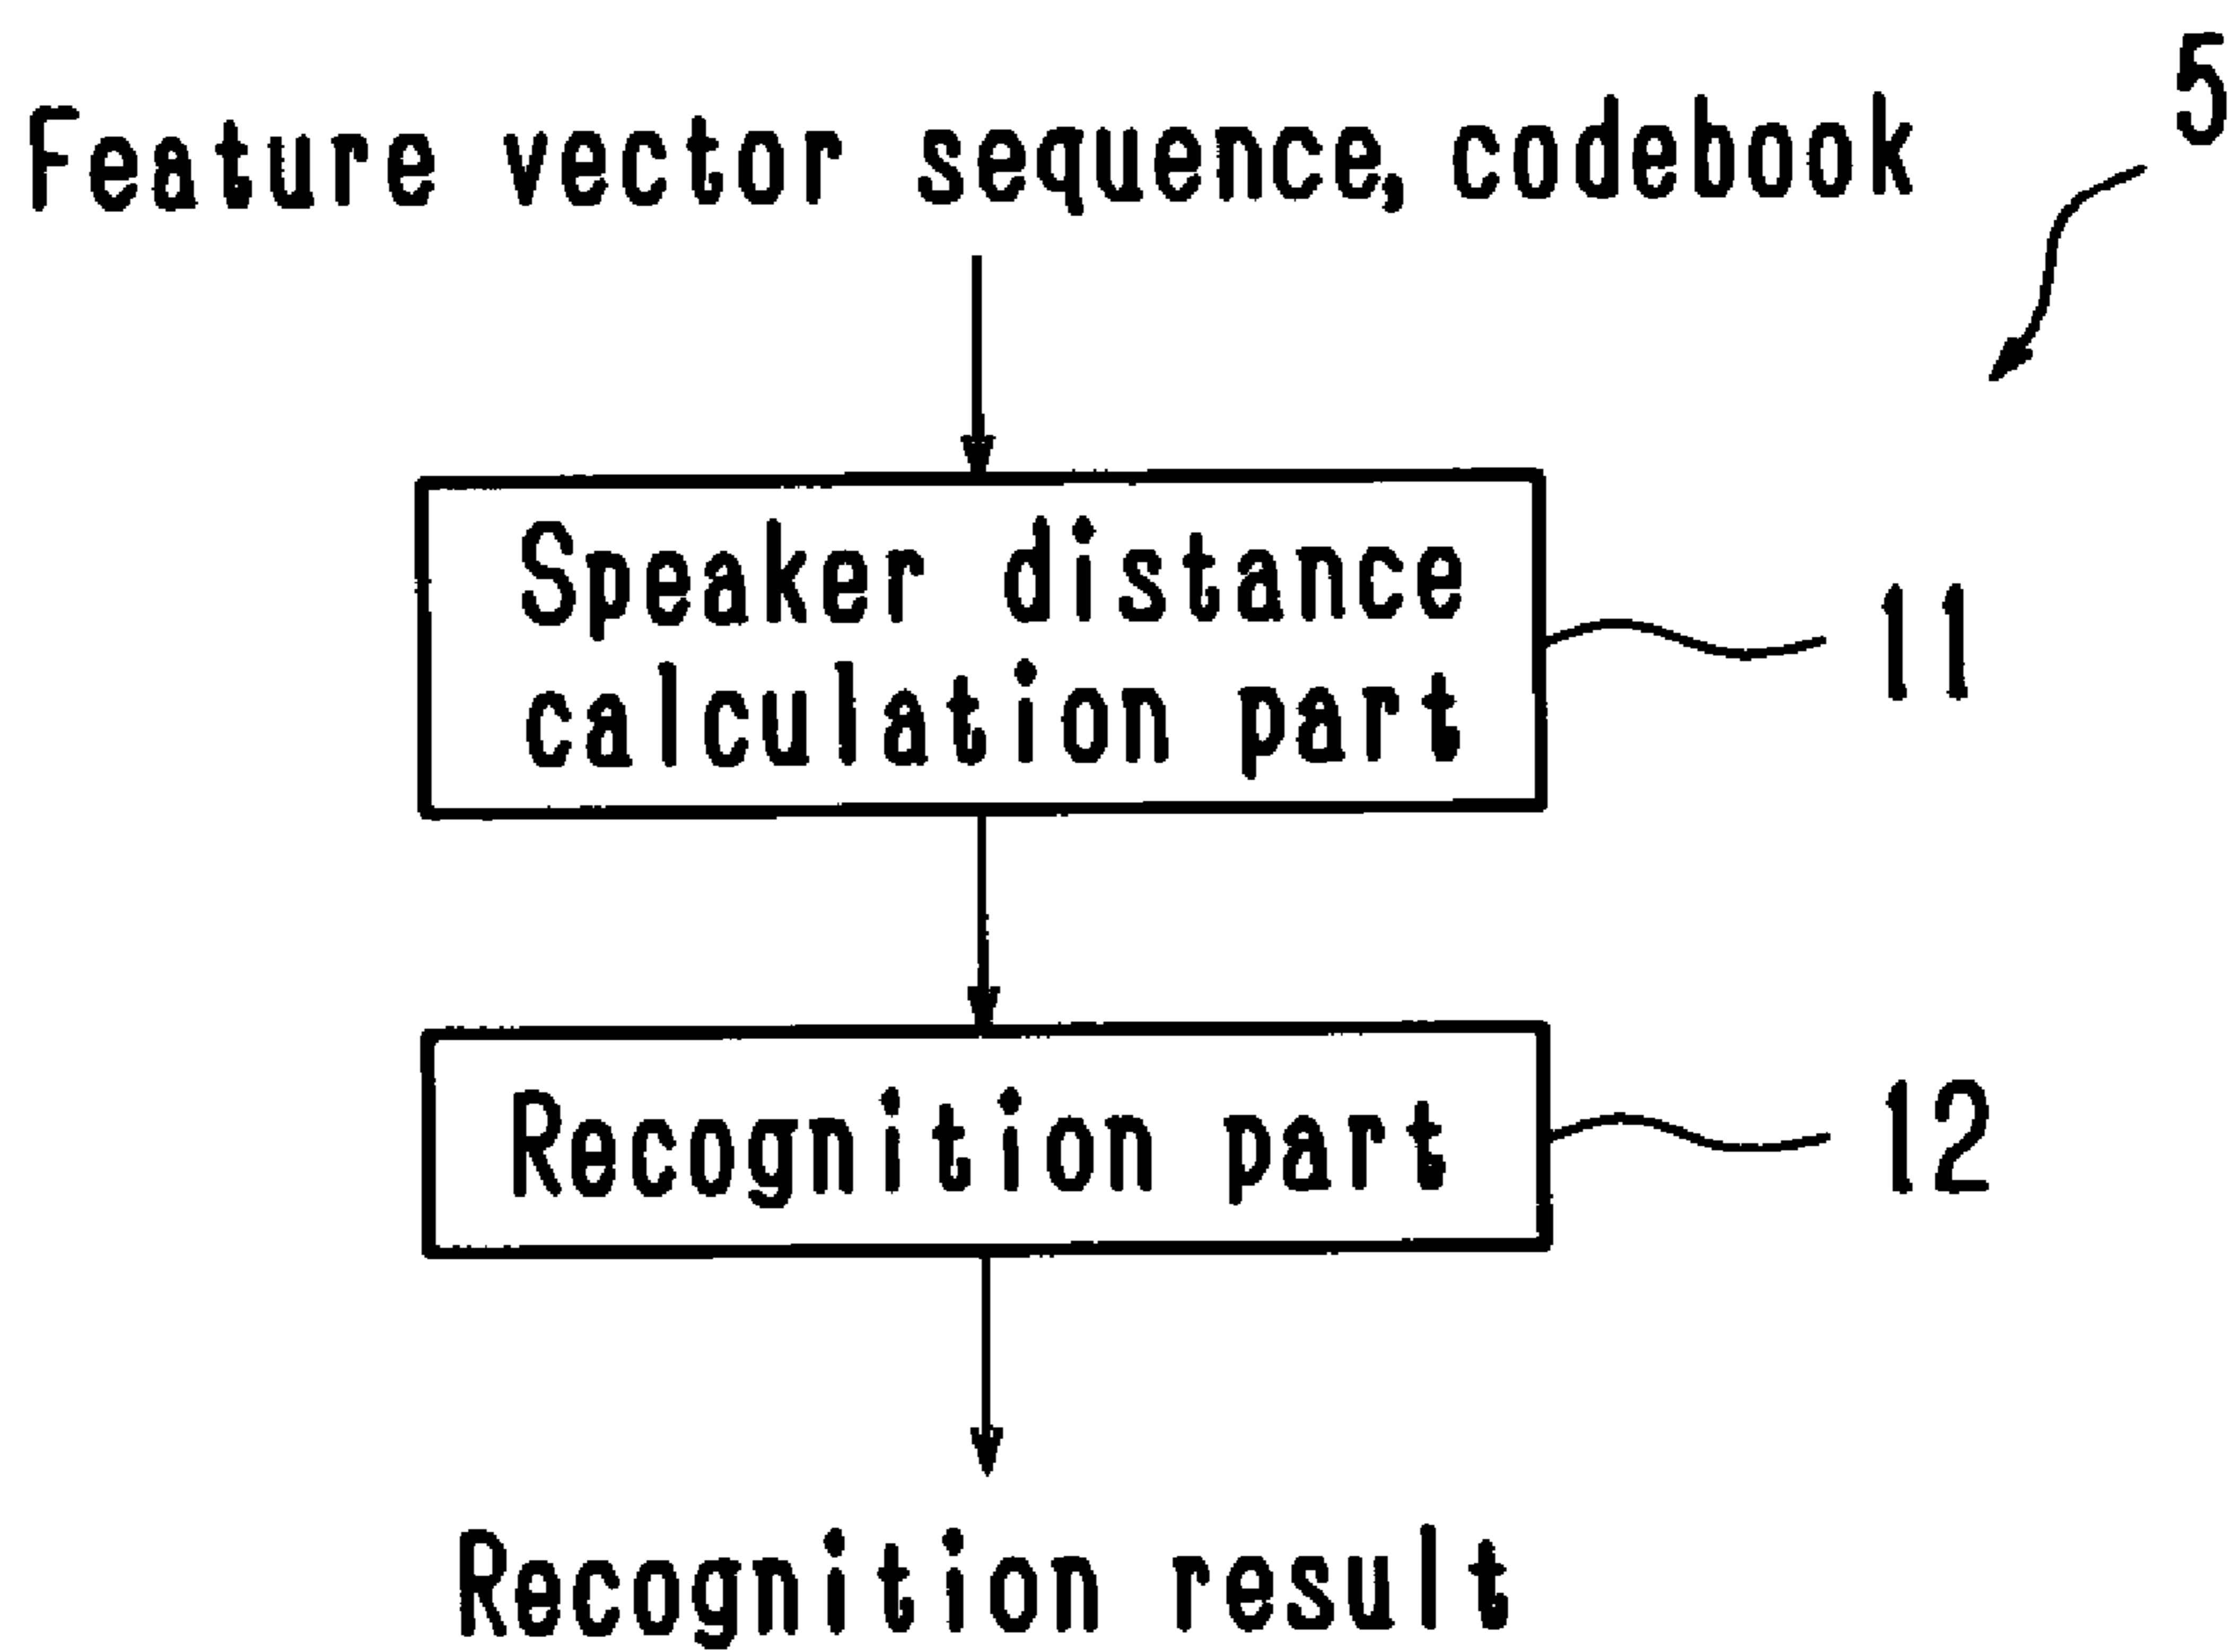 5
Feature vector sequence, codebook
Speaker distance
calculation part
11
Recognition part
12
Recognition result